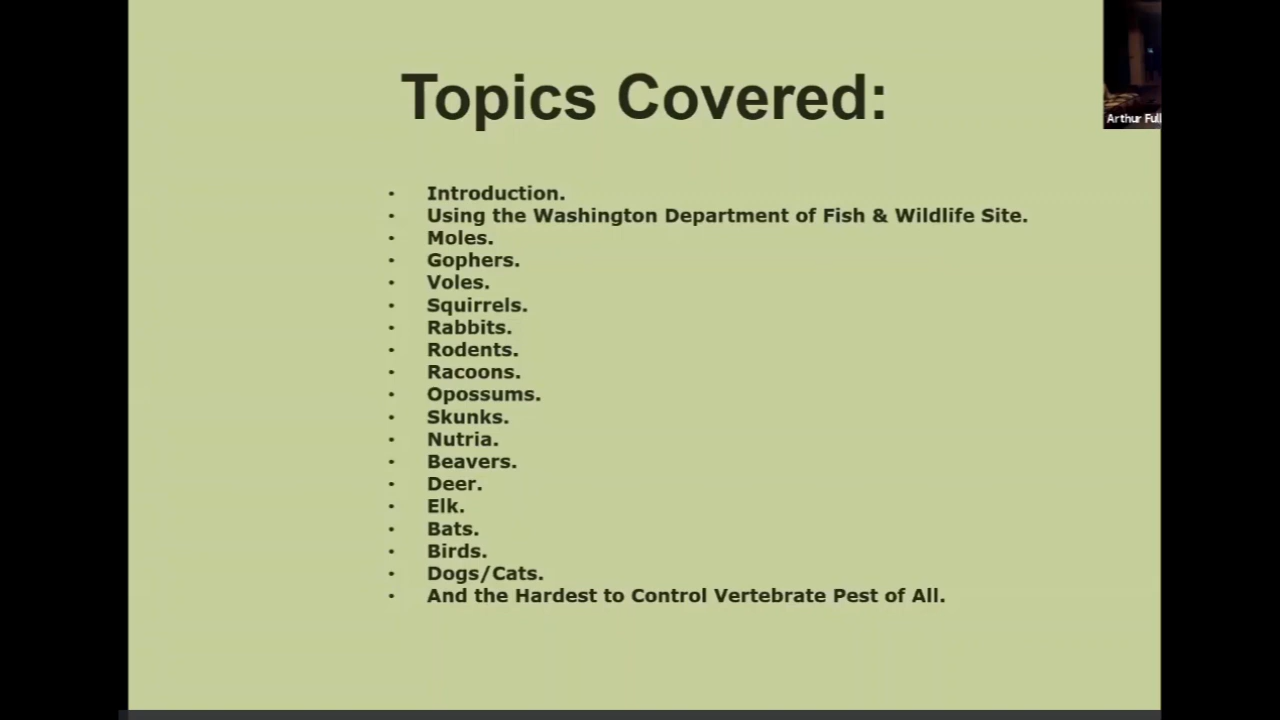 Topics Covered:
Arthur Full
• Introduction.
• Using the Washington Department of Fish & Wildlife Site.
• Moles.
• Gophers.
• Voles.
• Squirrels.
• Rabbits.
• Rodents.
• Racoons.
• Opossums.
• Skunks.
• Nutria.
• Beavers.
• Deer.
• Elk.
• Bats.
• Birds.
• Dogs/Cats.
• And the Hardest to Control Vertebrate Pest of All.